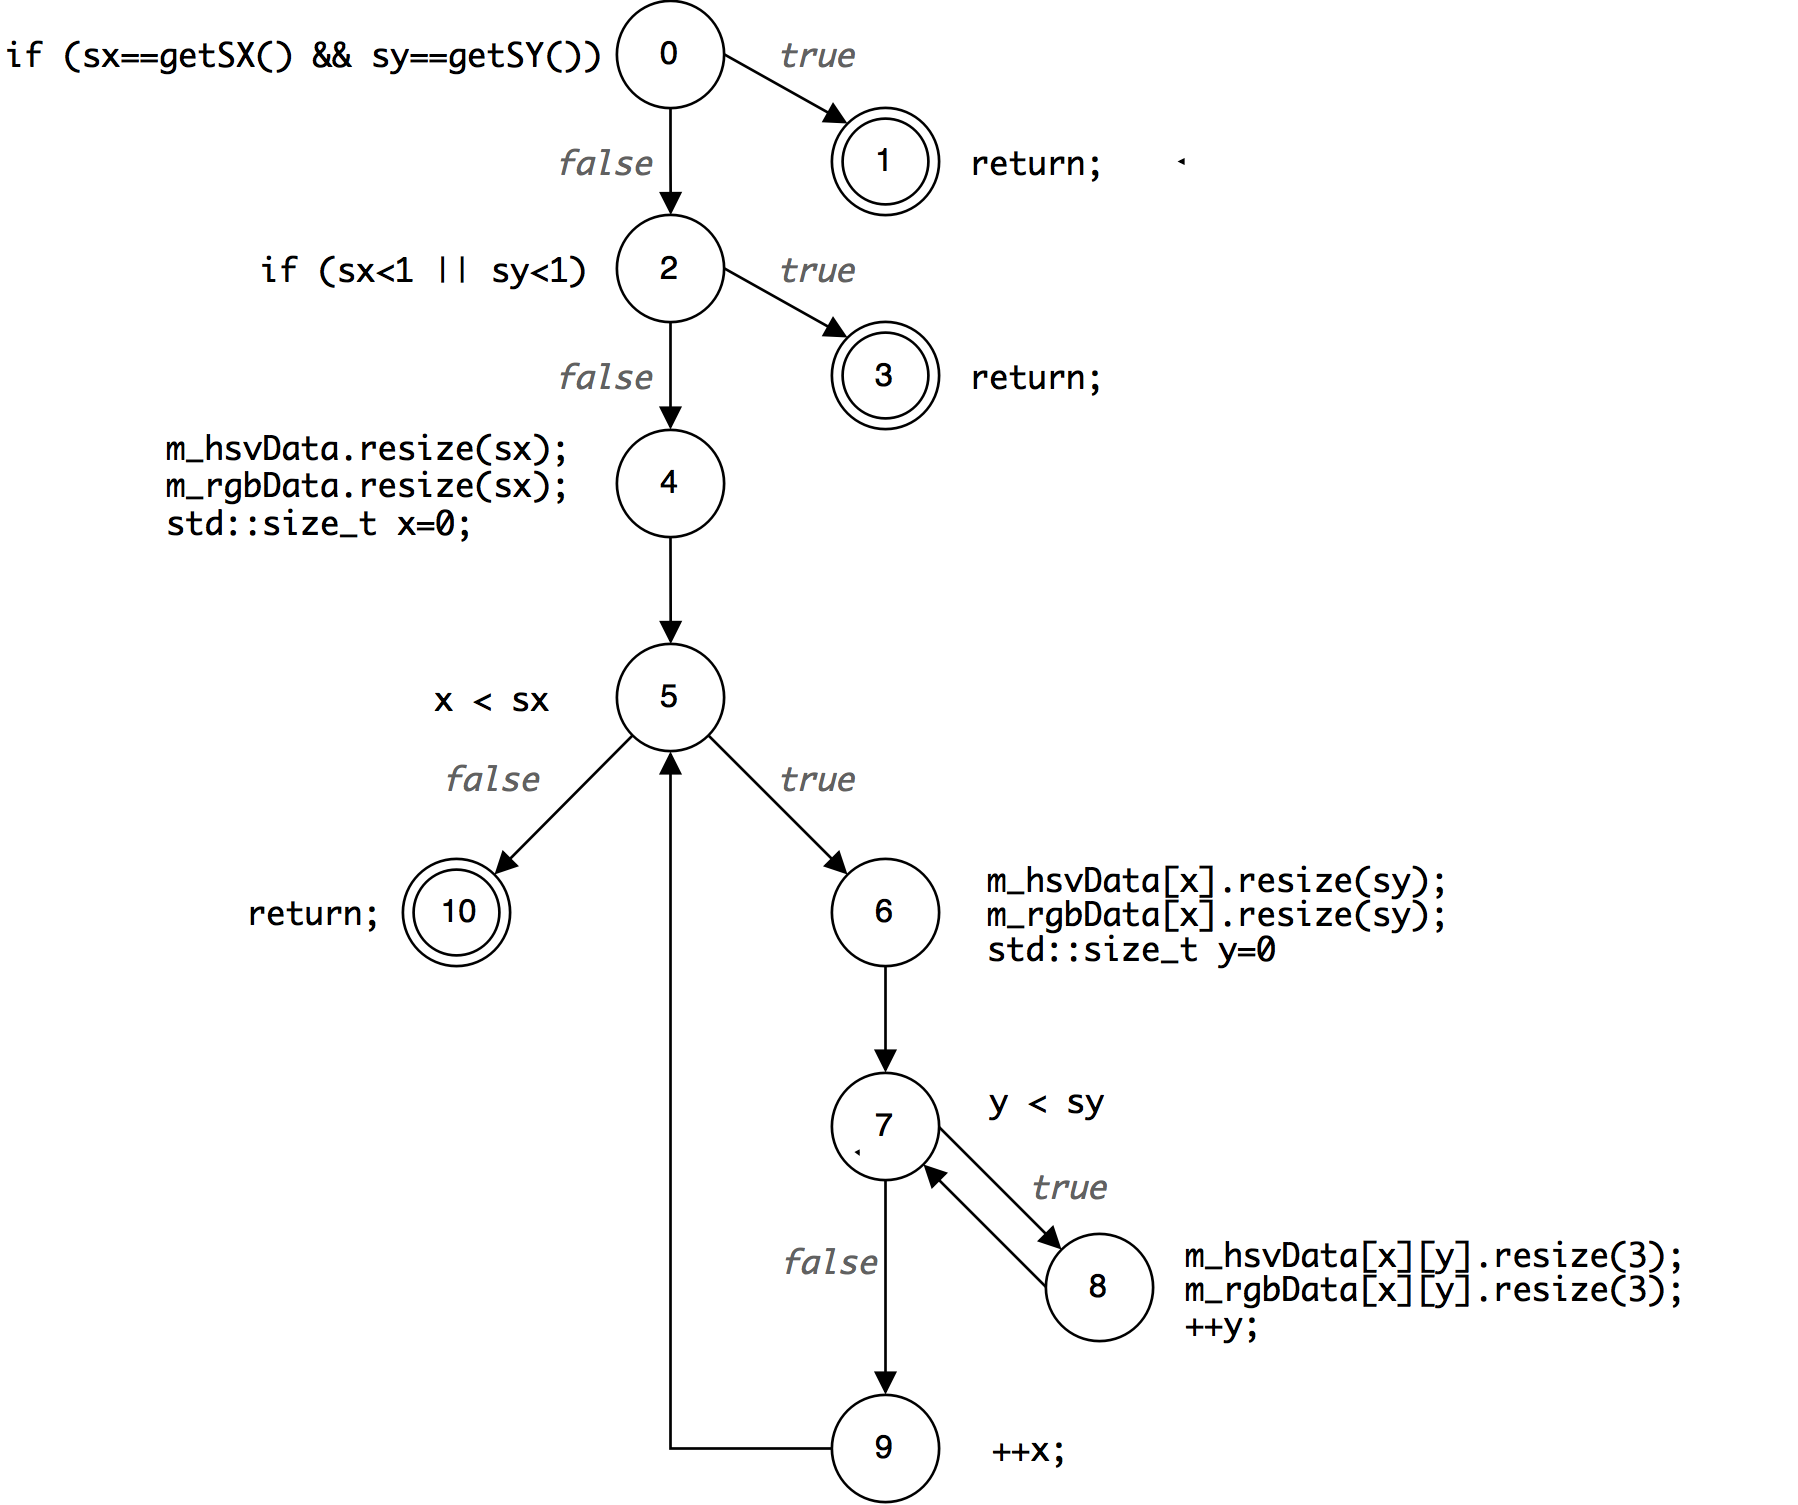 if (sx==getSX() && sy==getSY())
0
true
false
1
return;
if (sx<1 || sy<1)
2
true
false
3
return;
m_hsvData.resize(sx);
m_rgbData.resize(sx);
std::size_t x=0;
4
x < sx
5
false
true
return;
10
6
m_hsvData[x].resize(sy);
m_rgbData[x].resize(sy);
std::size_t y=0
7
y < sy
true
false
8
m_hsvData[x][y].resize(3);
m_rgbData[x][y].resize(3);
++y;
9
++x;